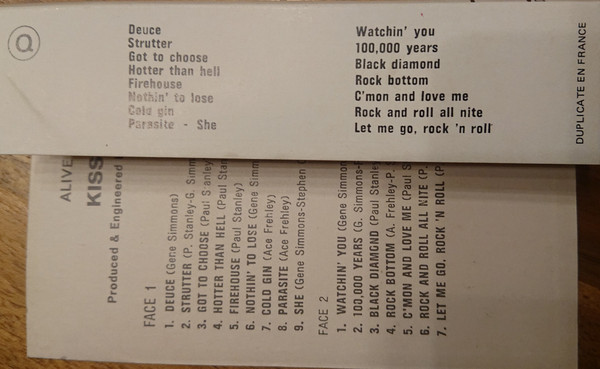 Q
Deuce
Strutter
Got to choose
Hotter than hell
Firehouse
Nothin' to lose
Cold gin
Parasite - She
Watchin' you
100,000 years
Black diamond
Rock bottom
C'mon and love me
Rock and roll all nite
Let me go, rock 'n roll
DUPLICATE EN FRANCE
ALIVE
KISS
Produced & Engineered
FACE 1
1. DEUCE (Gene Simmons)
2. STRUTTER (P. Stanley-G. Simm
3. GOT TO CHOOSE (Paul Stanley)
4. HOTTER THAN HELL (Paul Stan
5. FIREHOUSE (Paul Stanley)
6. NOTHIN' TO LOSE (Gene Simm
7. COLD GIN (Ace Frehley)
8. PARASITE (Ace Frehley)
9. SHE (Gene Simmons-Stephen
FACE 2
1. WATCHIN' YOU (Gene Simmon
2. 100,000 YEARS (G. Simmons-
3. BLACK DIAMOND (Paul Stanley
4. ROCK BOTTOM (A. Frehley-P.
5. C'MON AND LOVE ME (Paul S
6. ROCK AND ROLL ALL NITE (P.
7. LET ME GO, ROCK 'N ROLL (P